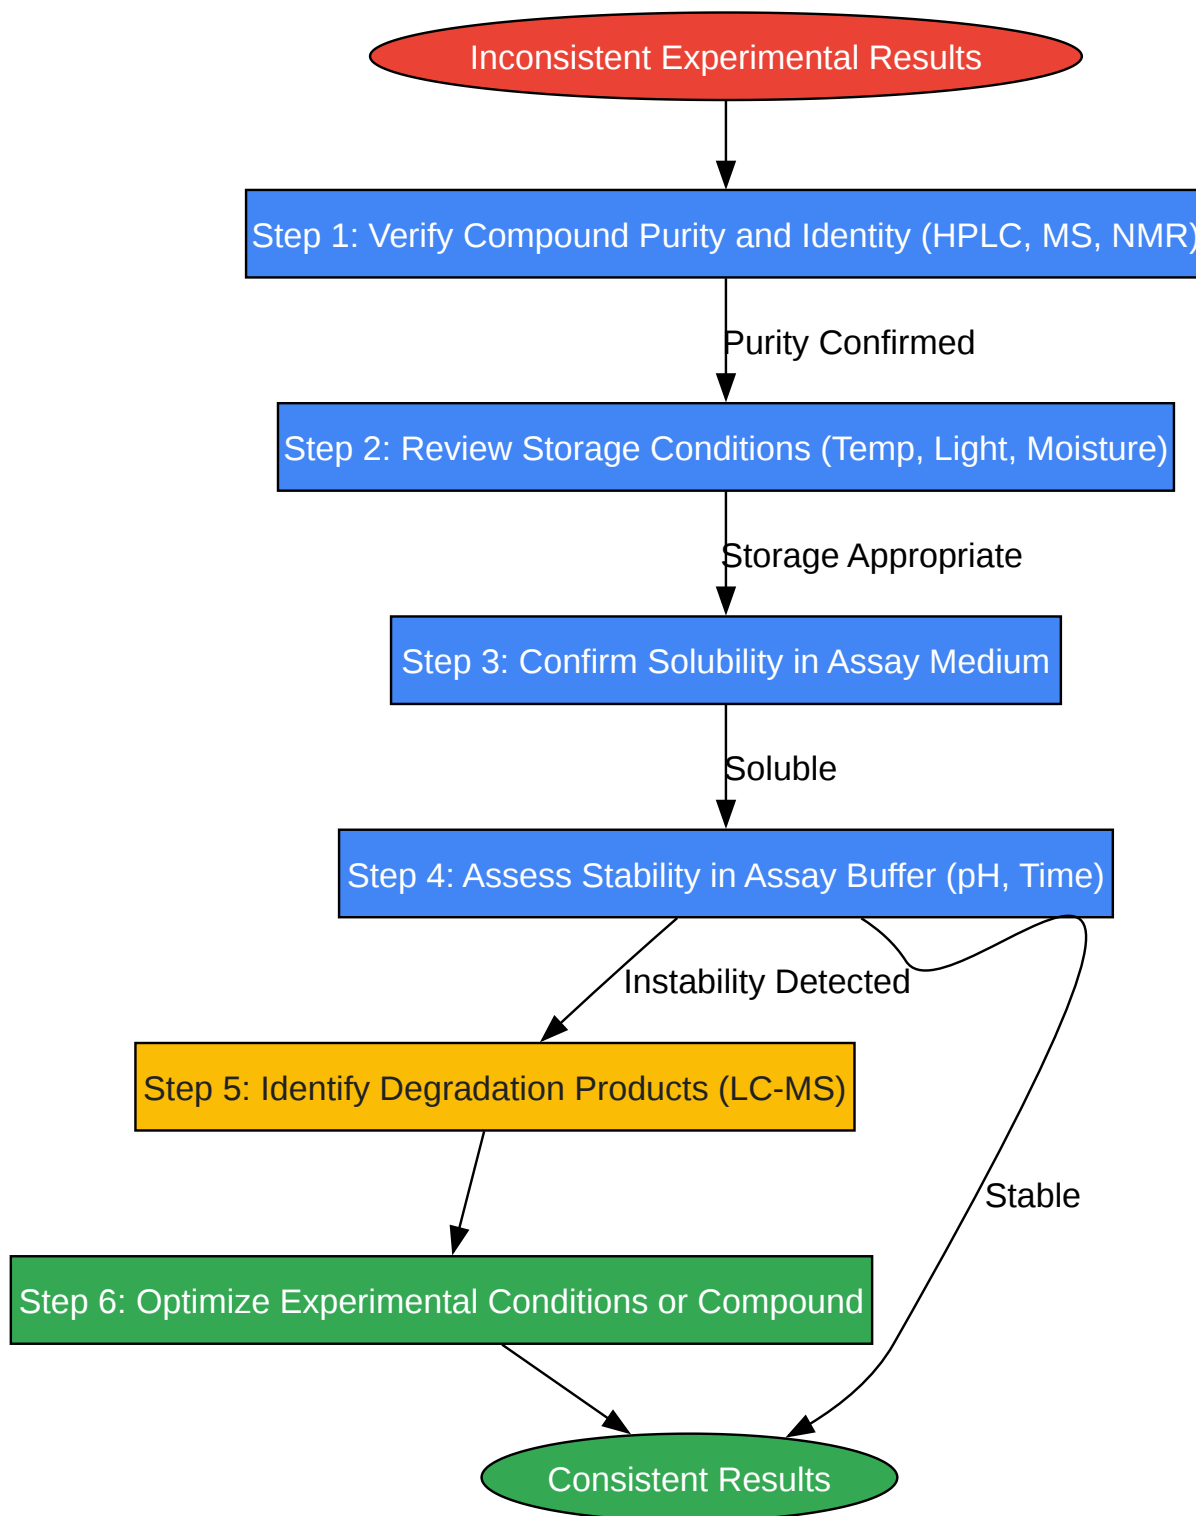 Inconsistent Experimental Results
Step 1: Verify Compound Purity and Identity (HPLC, MS, NMR)
Purity Confirmed
Step 2: Review Storage Conditions (Temp, Light, Moisture)
Storage Appropriate
Step 3: Confirm Solubility in Assay Medium
Soluble
Step 4: Assess Stability in Assay Buffer (pH, Time)
Instability Detected
Step 5: Identify Degradation Products (LC-MS)
Stable
Step 6: Optimize Experimental Conditions or Compound
Consistent Results